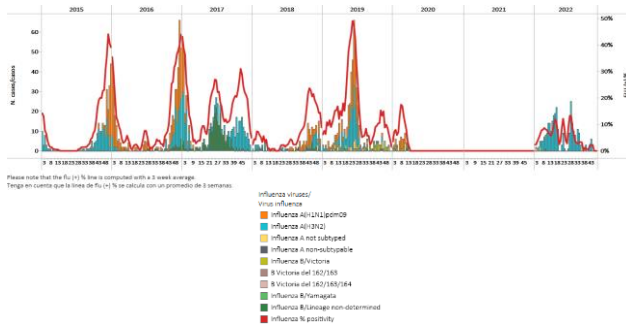 2015 2016 2017 2018 2019 2020 2021 2022
60
50
40
30
20
10
0
50%
40%
30%
20%
10%
0%
N. cases/casos
Please note that the flu (+) % line is computed with a 3 week average.
Tenga en cuenta que la línea de flu (+) % se calcula con un promedio de 3 semanas.
Influenza viruses/
Virus influenza
Influenza A(H1N1)pdm09
Influenza A(H3N2)
Influenza A not subtyped
Influenza A non-subtypable
Influenza B/Victoria
B Victoria del 162/163
B Victoria del 162/163/164
Influenza B/Yamagata
Influenza B/Lineage non-determined
Influenza % positivity